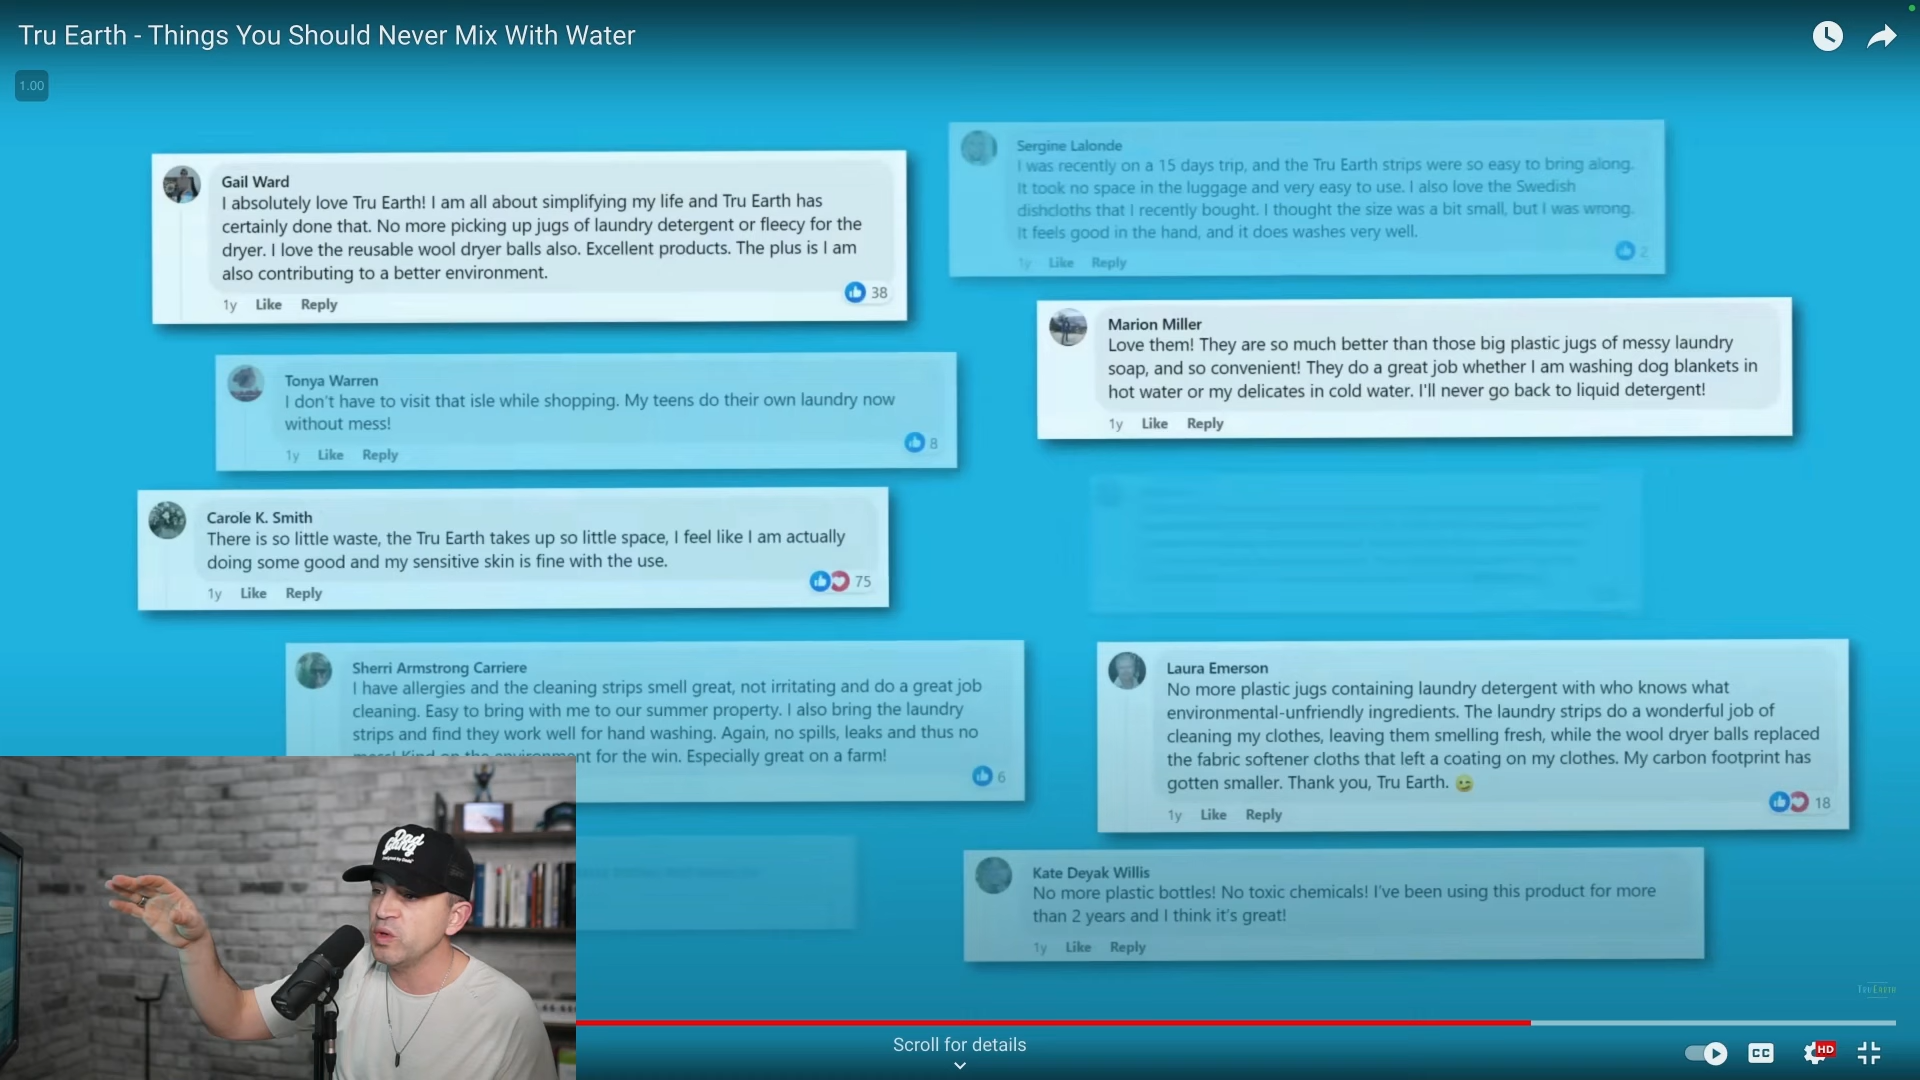 Tru Earth - Things You Should Never Mix With Water
1.00
Gail Ward
I absolutely love Tru Earth! I am all about simplifying my life and Tru Earth has
certainly done that. No more picking up jugs of laundry detergent or fleecy for the
dryer. I love the reusable wool dryer balls also. Excellent products. The plus is I am
also contributing to a better environment.
1y Like Reply
38
Sergine Lalonde
I was recently on a 15 days trip, and the Tru Earth strips were so easy to bring along.
It took no space in the luggage and very easy to use. I also love the Swedish
dishcloths that I recently bought. I thought the size was a bit small, but I was wrong.
It feels good in the hand, and it does washes very well.
1y Like Reply
2
Marion Miller
Love them! They are so much better than those big plastic jugs of messy laundry
soap, and so convenient! They do a great job whether I am washing dog blankets in
hot water or my delicates in cold water. I'll never go back to liquid detergent!
1y Like Reply
Tonya Warren
I don't have to visit that isle while shopping. My teens do their own laundry now
without mess!
1y Like Reply
8
Carole K. Smith
There is so little waste, the Tru Earth takes up so little space, I feel like I am actually
doing some good and my sensitive skin is fine with the use.
1y Like Reply
75
Sherri Armstrong Carriere
I have allergies and the cleaning strips smell great, not irritating and do a great job
cleaning. Easy to bring with me to our summer property. I also bring the laundry
strips and find they work well for hand washing. Again, no spills, leaks and thus no
for the win. Especially great on a farm!
6
Laura Emerson
No more plastic jugs containing laundry detergent with who knows what
environmental-unfriendly ingredients. The laundry strips do a wonderful job of
cleaning my clothes, leaving them smelling fresh, while the wool dryer balls replaced
the fabric softener cloths that left a coating on my clothes. My carbon footprint has
gotten smaller. Thank you, Tru Earth. 😉
1y Like Reply
18
Kate Deyak Willis
No more plastic bottles! No toxic chemicals! I've been using this product for more
than 2 years and I think it's great!
1y Like Reply
Dad
Gang
TRUEARTH
Scroll for details
CC
HD